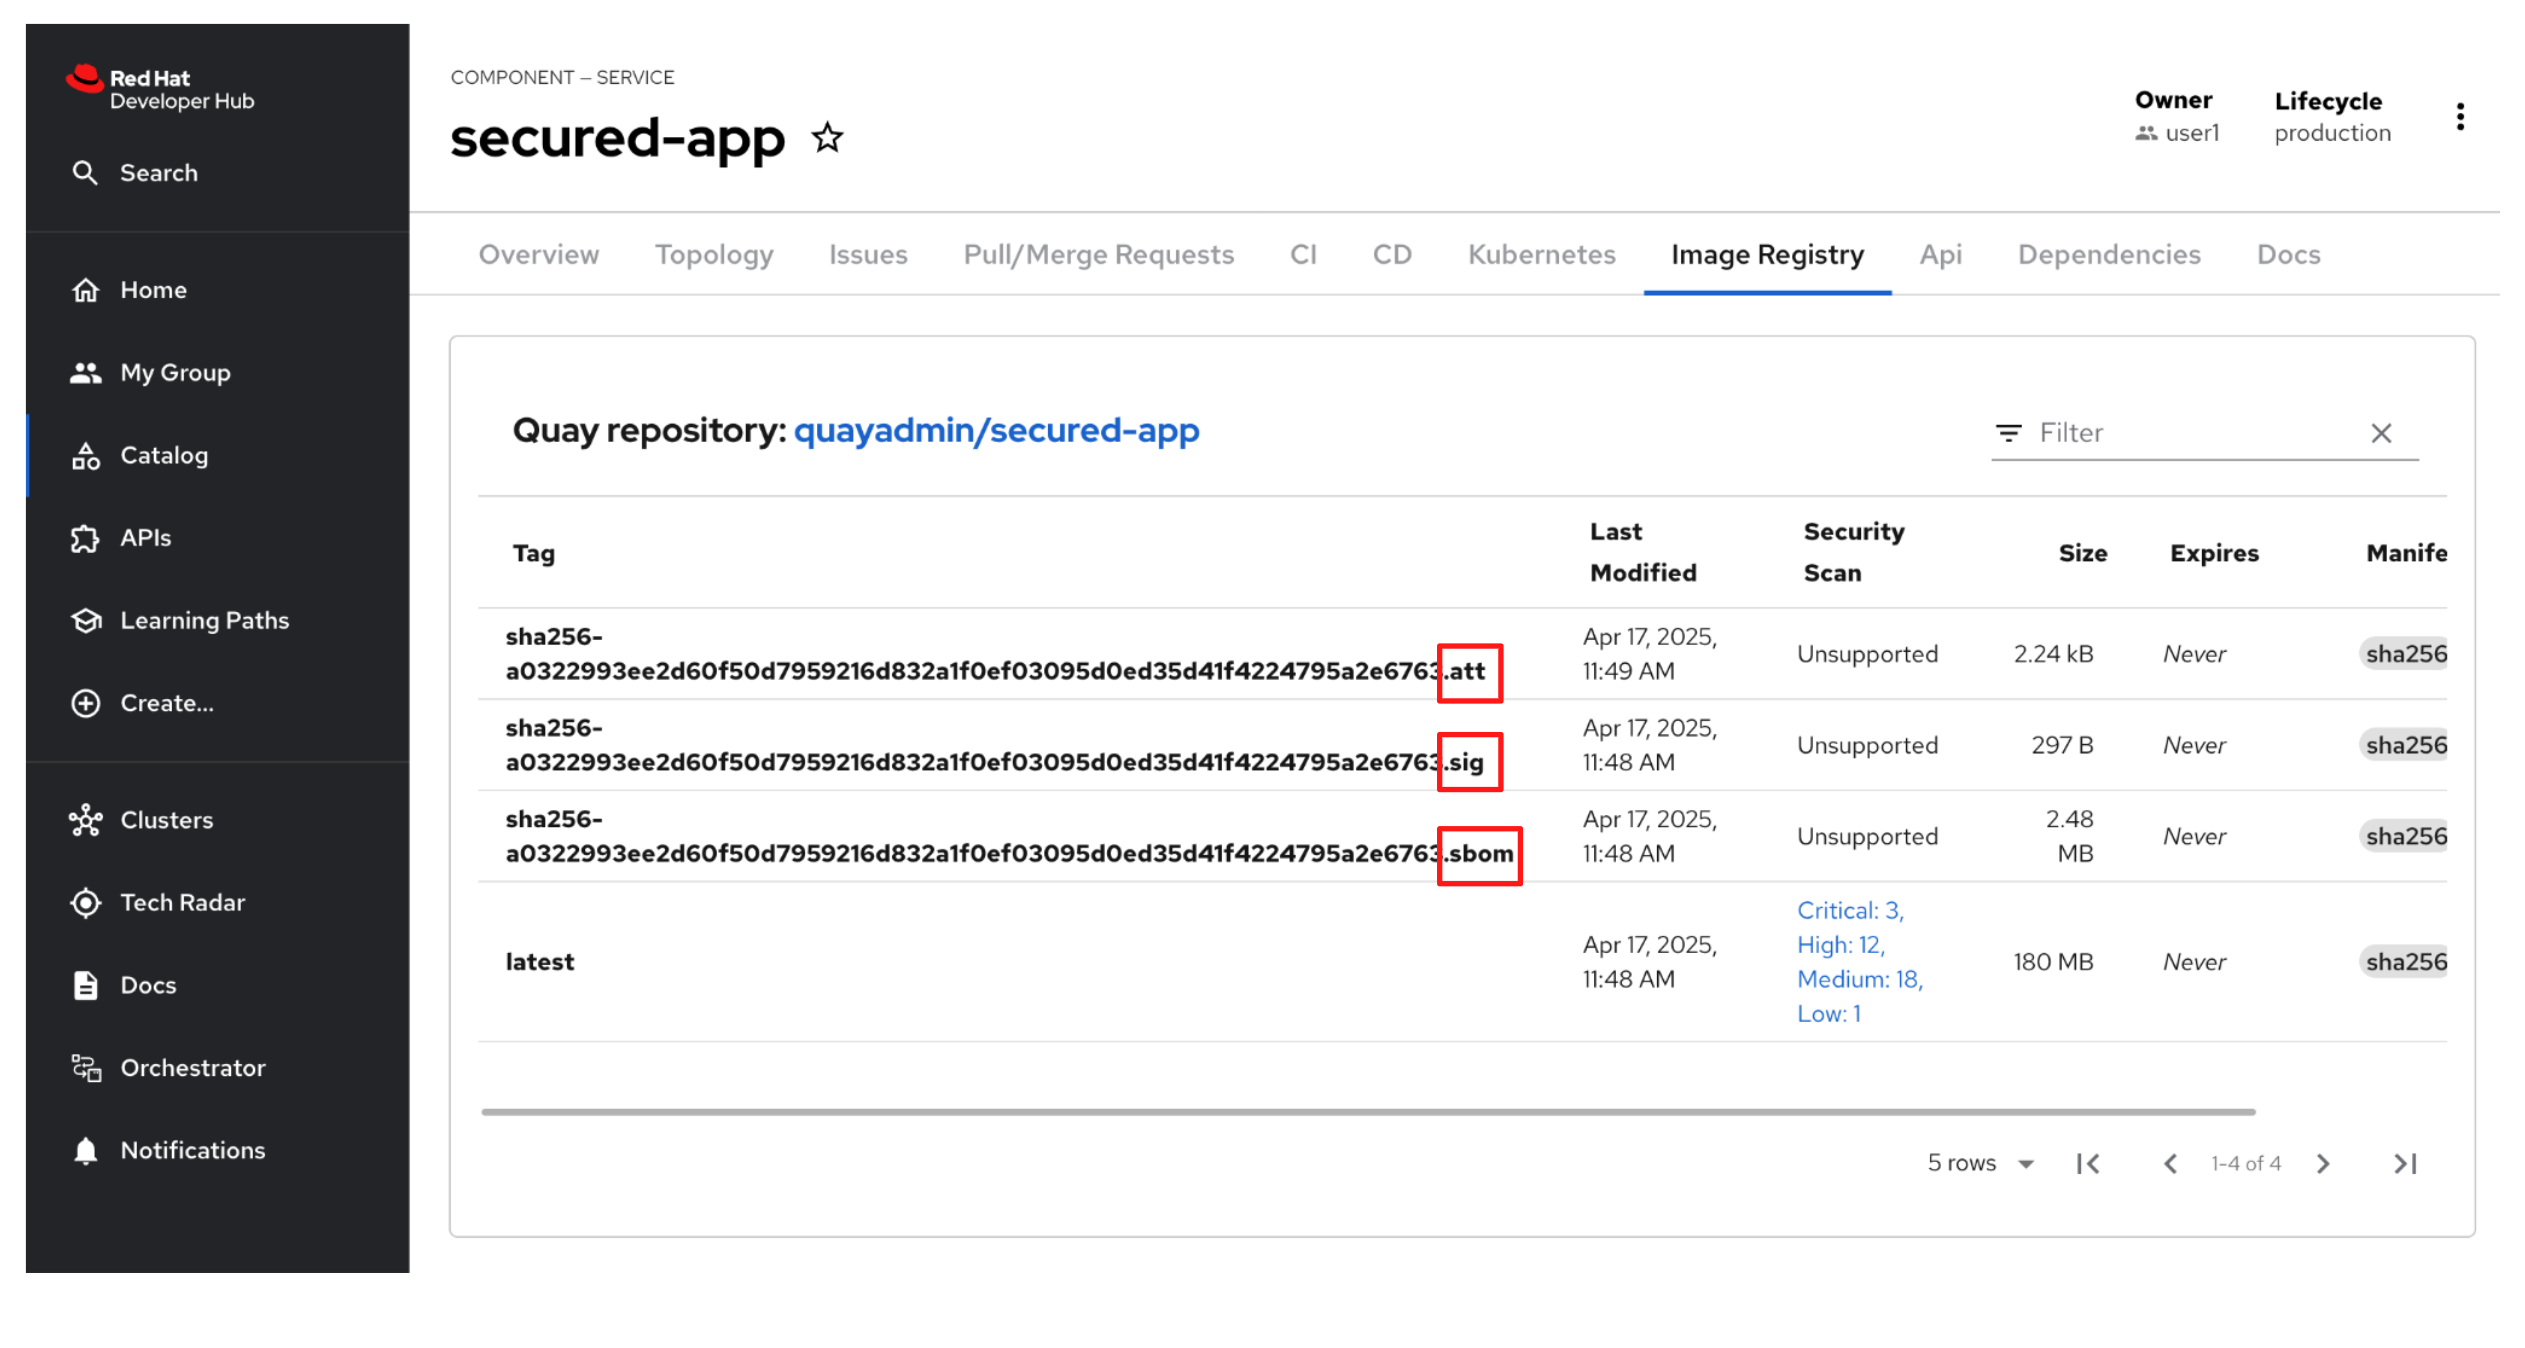 Red Hat
Developer Hub
Search
Home
My Group
Catalog
APIs
Learning Paths
Create...
Clusters
Tech Radar
Docs
Orchestrator
Notifications
COMPONENT — SERVICE
secured-app
Owner
user1
Lifecycle
production
Overview Topology Issues Pull/Merge Requests CI CD Kubernetes Image Registry Api Dependencies Docs
Quay repository: quayadmin/secured-app
Filter
Tag Last Modified Security Scan Size Expires Manife
sha256-
a0322993ee2d60f50d7959216d832a1f0ef03095d0ed35d41f4224795a2e6763.att
Apr 17, 2025,
11:49 AM
Unsupported
2.24 kB
Never
sha256
sha256-
a0322993ee2d60f50d7959216d832a1f0ef03095d0ed35d41f4224795a2e6763.sig
Apr 17, 2025,
11:48 AM
Unsupported
297 B
Never
sha256
sha256-
a0322993ee2d60f50d7959216d832a1f0ef03095d0ed35d41f4224795a2e6763.sbom
Apr 17, 2025,
11:48 AM
Unsupported
2.48
MB
Never
sha256
latest
Apr 17, 2025,
11:48 AM
Critical: 3,
High: 12,
Medium: 18,
Low: 1
180 MB
Never
sha256
5 rows
1-4 of 4